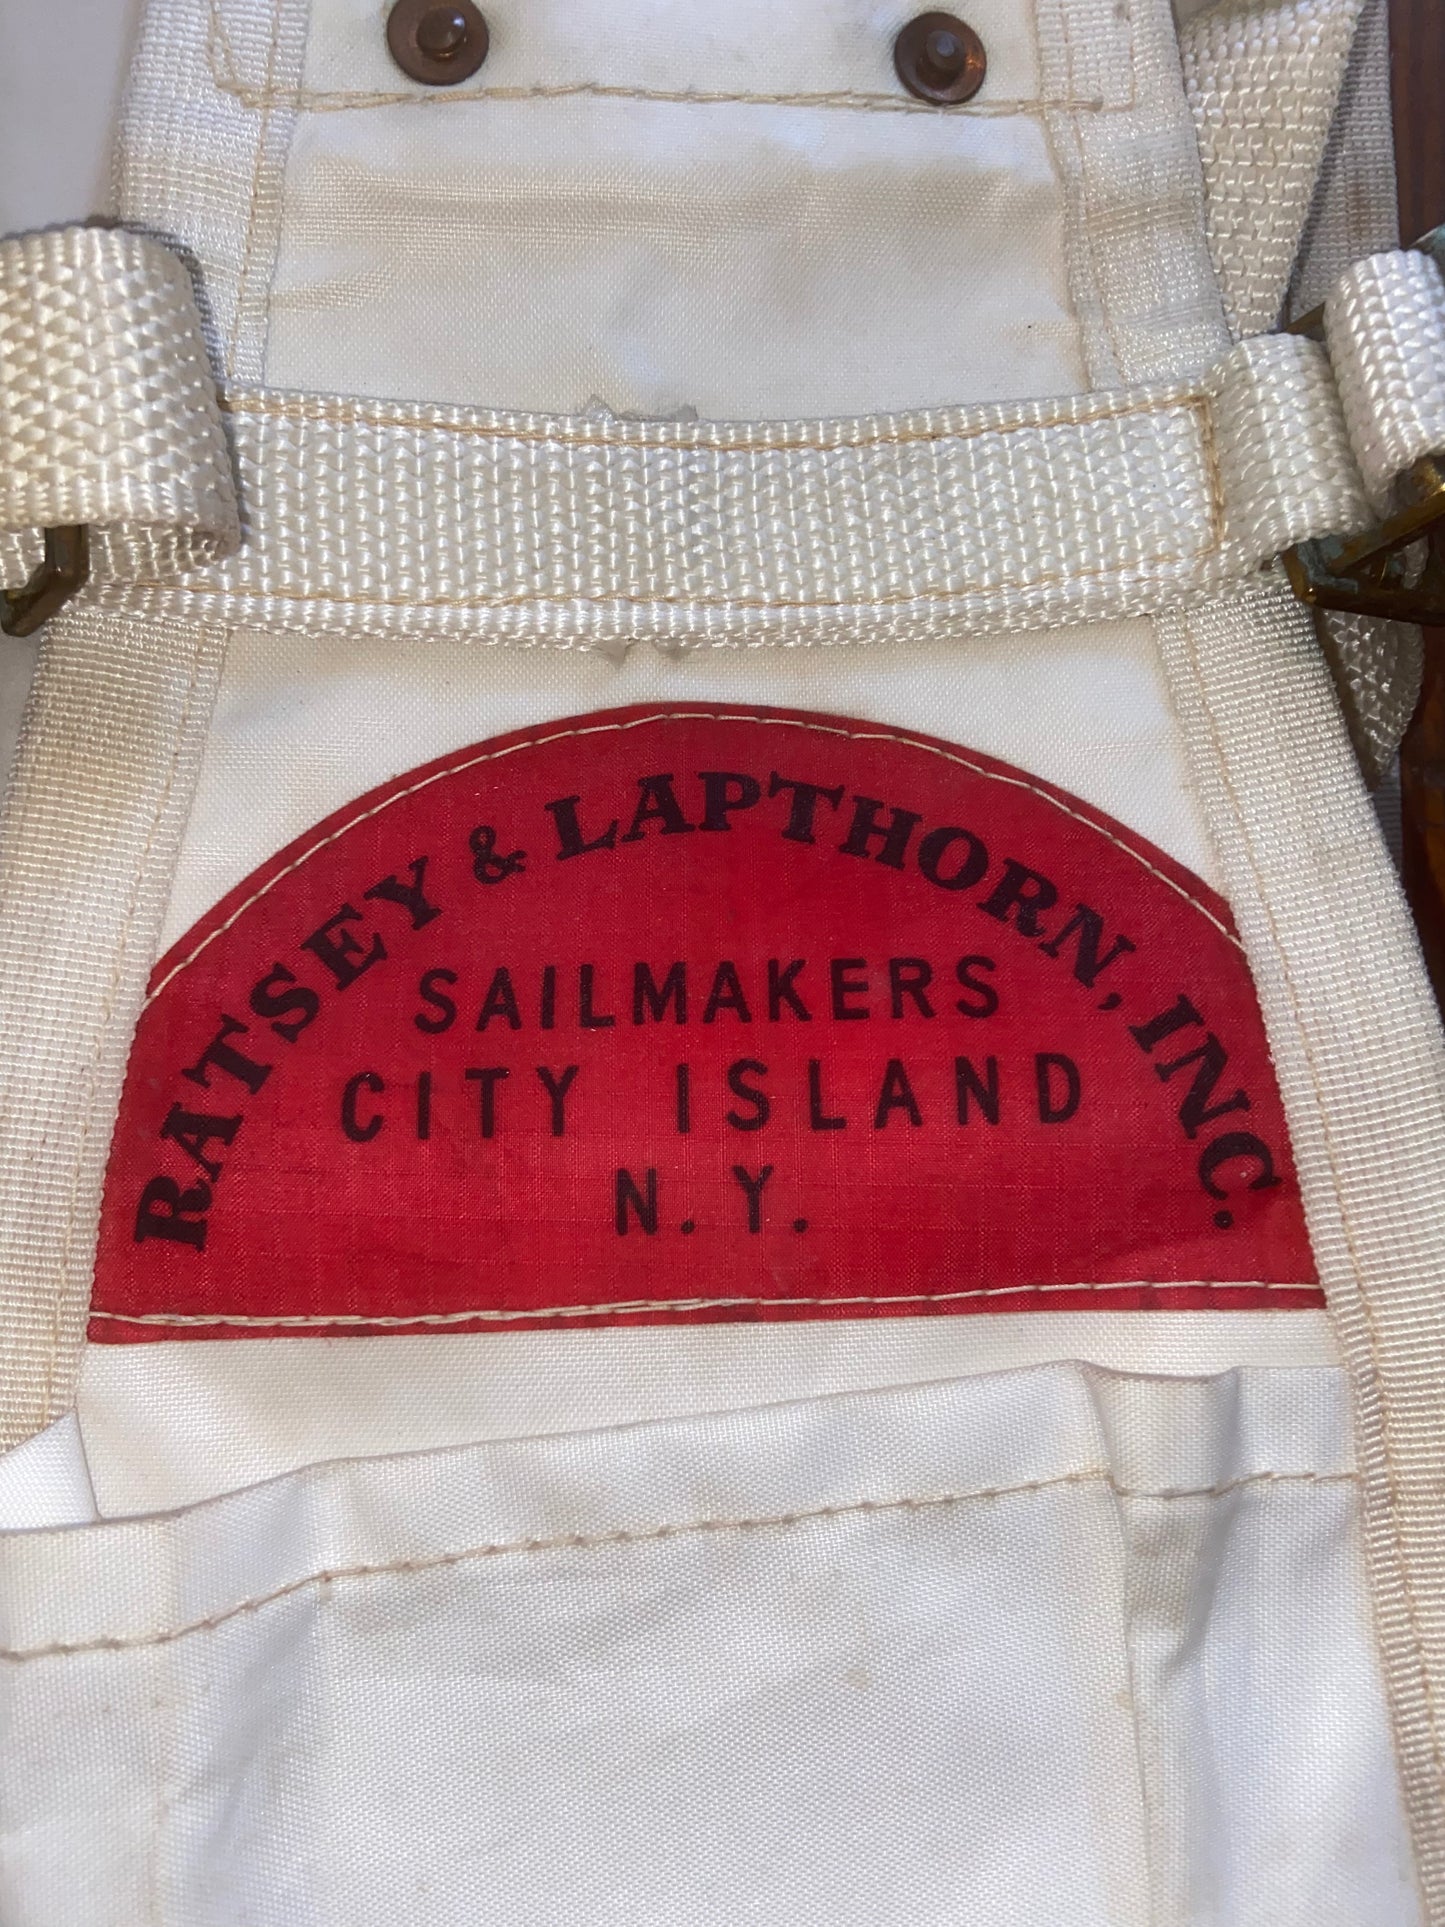 RATSEY & LAPTHORN, INC.
SAILMAKERS
CITY ISLAND
N.Y.